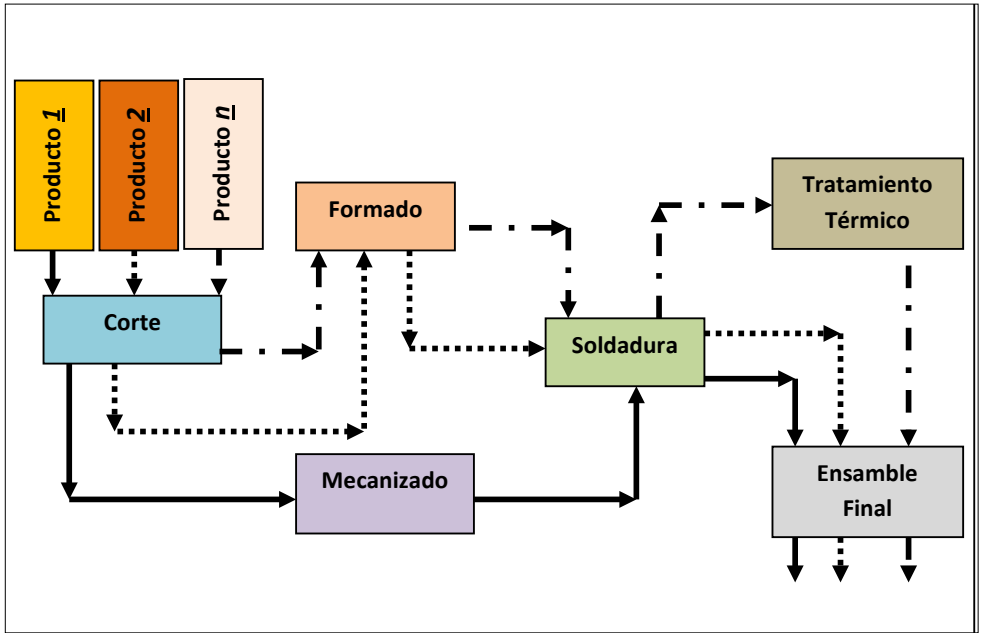 Producto 1
Producto 2
Producto n
Formado
Tratamiento
Térmico
Corte
Soldadura
Mecanizado
Ensamble
Final